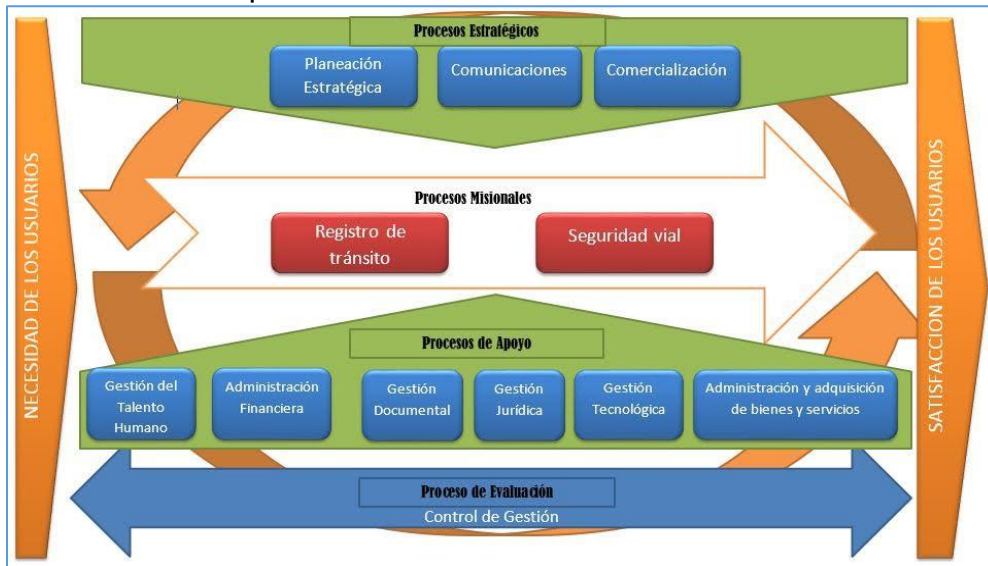 Procesos Estratégicos
Planeación
Estratégica
Comunicaciones
Comercialización
NECESIDAD DE LOS USUARIOS
Procesos Misionales
Registro de
tránsito
Seguridad vial
SATISFACCION DE LOS USUARIOS
Procesos de Apoyo
Gestión del
Talento
Humano
Administración
Financiera
Gestión
Documental
Gestión
Jurídica
Gestión
Tecnológica
Administración y adquisición
de bienes y servicios
Proceso de Evaluación
Control de Gestión